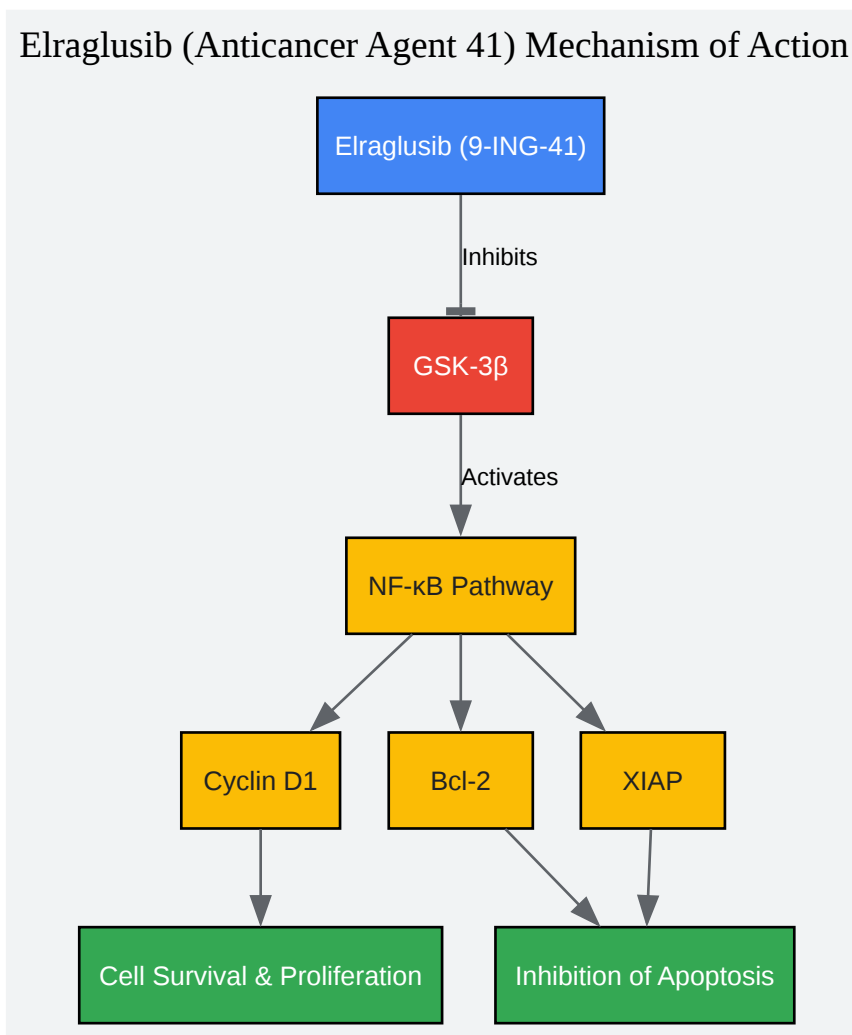 Elraglusib (Anticancer Agent 41) Mechanism of Action
Elraglusib (9-ING-41)
Inhibits
GSK-3β
Activates
NF-κB Pathway
Cyclin D1
Bcl-2
XIAP
Cell Survival & Proliferation
Inhibition of Apoptosis